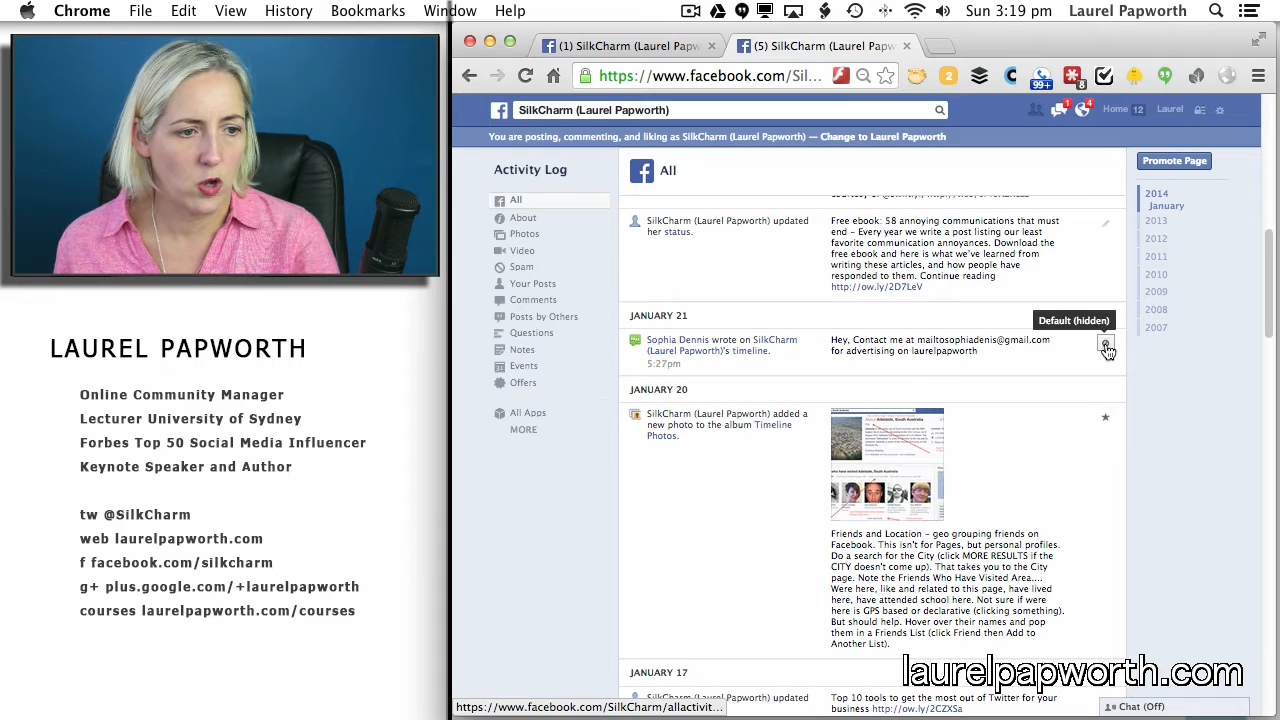 Chrome File Edit View History Bookmarks Window Help Sun 3:19 pm Laurel Papworth
(1) SilkCharm (Laurel Papw
(5) SilkCharm (Laurel Papw
https://www.facebook.com/Sil... 2 99+ 8
SilkCharm (Laurel Papworth) 1 4 Home 12 Laurel
You are posting, commenting, and liking as SilkCharm (Laurel Papworth) — Change to Laurel Papworth
Activity Log
All
About
Photos
Video
Spam
Your Posts
Comments
Posts by Others
Questions
Notes
Events
Offers
All Apps
MORE
All
SilkCharm (Laurel Papworth) updated
her status.
Free ebook: 58 annoying communications that must
end – Every year we write a post listing our least
favorite communication annoyances. Download the
free ebook and here is what we've learned from
writing these articles, and how people have
responded to them. Continue reading
http://ow.ly/2D7LeV
JANUARY 21
Default (hidden)
Sophia Dennis wrote on SilkCharm
(Laurel Papworth)'s timeline.
5:27pm
Hey, Contact me at mailtosophiadenis@gmail.com
for advertising on laurelpapworth
JANUARY 20
SilkCharm (Laurel Papworth) added a
new photo to the album Timeline
Photos.
Friends and Location – geo grouping friends on
Facebook. This isn't for Pages, but personal profiles.
Do a search for the City (click MORE RESULTS if the
CITY doesn't come up). That takes you to the City
page. Note the Friends Who Have Visited Area....
Were here, like and related to this page, have lived
here, have attended school here. Not sure if were
here is GPS based or declarative (clicking something).
But should help. Hover over their names and pop
them in a Friends List (click Friend then Add to
Another List).
JANUARY 17
SilkCharm (Laurel Papworth) updated
Top 10 tools to get the most out of Twitter for your
business http://ow.ly/2CZXSa
Promote Page
2014
January
2013
2012
2011
2010
2009
2008
2007
https://www.facebook.com/SilkCharm/allactivit...
Chat (Off)
laurelpapworth.com
LAUREL PAPWORTH
Online Community Manager
Lecturer University of Sydney
Forbes Top 50 Social Media Influencer
Keynote Speaker and Author
tw @SilkCharm
web laurelpapworth.com
f facebook.com/silkcharm
g+ plus.google.com/+laurelpapworth
courses laurelpapworth.com/courses